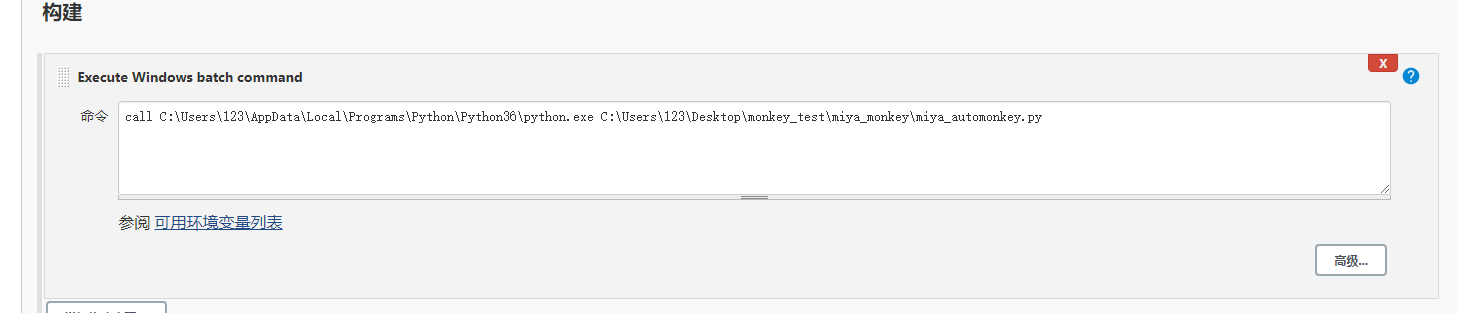 构建
Execute Windows batch command
X
?
命令
call C:\Users\123\AppData\Local\Programs\Python\Python36\python.exe C:\Users\123\Desktop\monkey_test\miya_monkey\miya_automonkey.py
参阅 可用环境变量列表
高级...